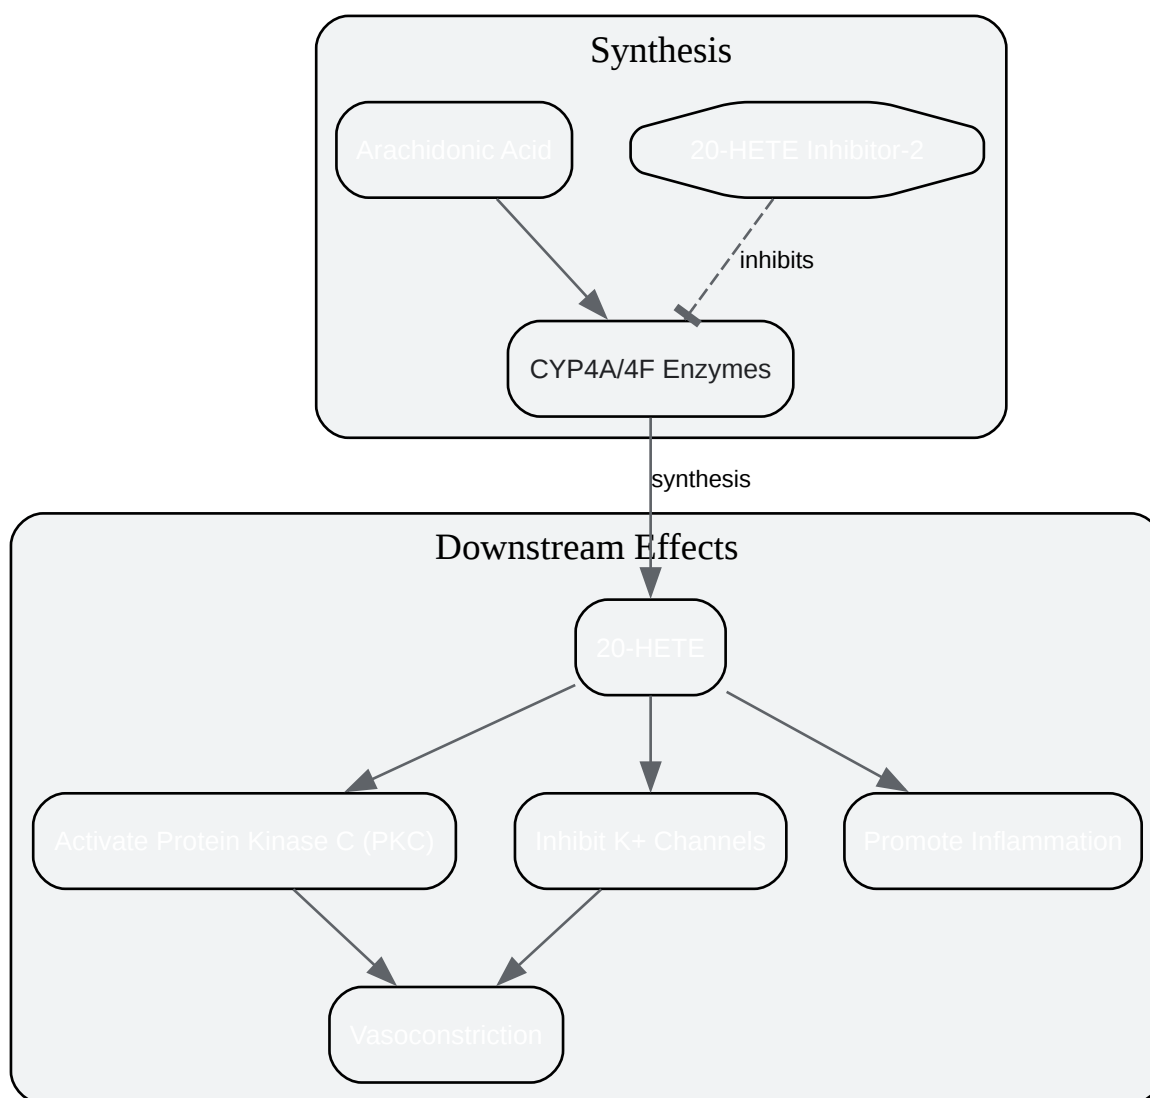 Synthesis
Arachidonic Acid
20-HETE Inhibitor-2
inhibits
CYP4A/4F Enzymes
synthesis
Downstream Effects
20-HETE
Activate Protein Kinase C (PKC)
Inhibit K+ Channels
Promote Inflammation
Vasoconstriction